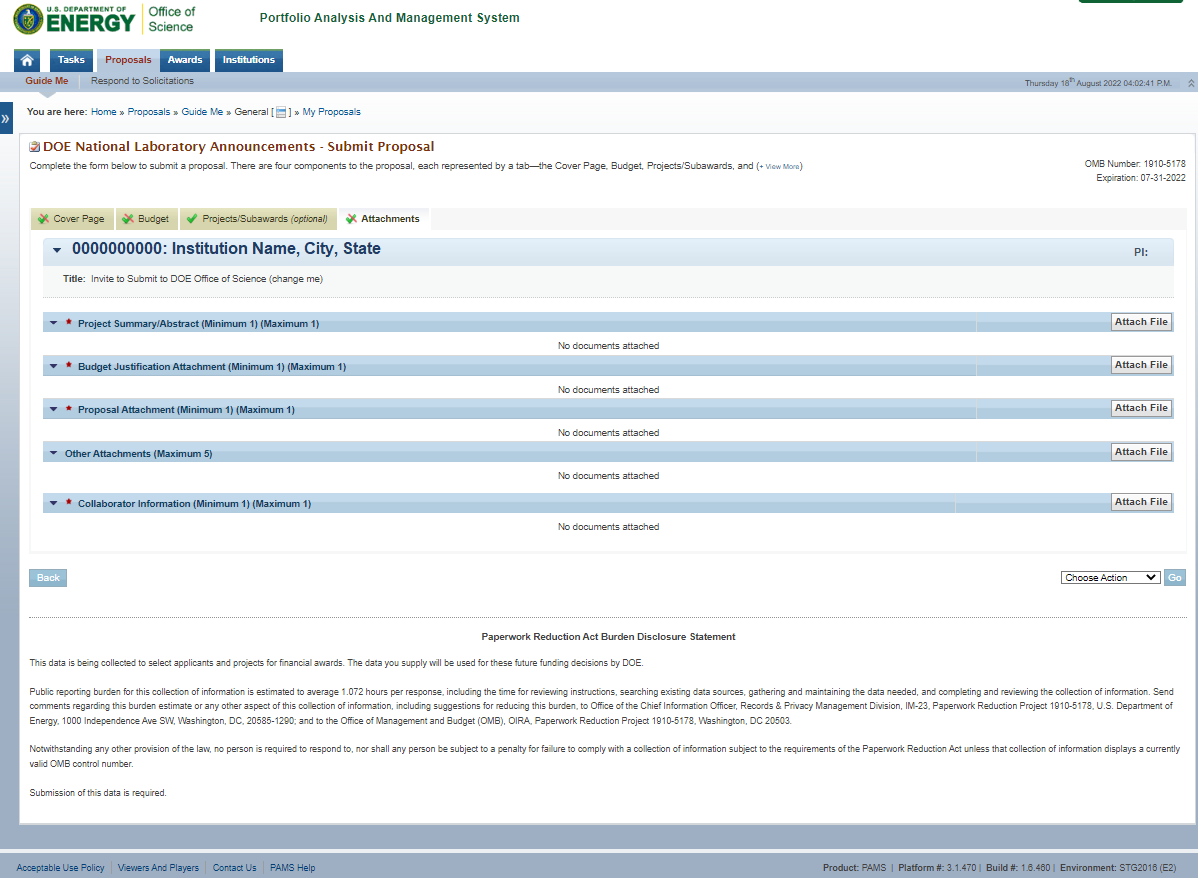 U.S. DEPARTMENT OF
ENERGY
Office of
Science
Portfolio Analysis And Management System
Tasks
Proposals
Awards
Institutions
Guide Me
Respond to Solicitations
Thursday 18th August 2022 04:02:41 P.M.
»
You are here: Home » Proposals » Guide Me » General [ ] » My Proposals
DOE National Laboratory Announcements - Submit Proposal
Complete the form below to submit a proposal. There are four components to the proposal, each represented by a tab—the Cover Page, Budget, Projects/Subawards, and (+ View More)
OMB Number: 1910-5178
Expiration: 07-31-2022
Cover Page
Budget
Projects/Subawards (optional)
Attachments
0000000000: Institution Name, City, State
PI:
Title: Invite to Submit to DOE Office of Science (change me)
* Project Summary/Abstract (Minimum 1) (Maximum 1)
Attach File
No documents attached
* Budget Justification Attachment (Minimum 1) (Maximum 1)
Attach File
No documents attached
* Proposal Attachment (Minimum 1) (Maximum 1)
Attach File
No documents attached
Other Attachments (Maximum 5)
Attach File
No documents attached
* Collaborator Information (Minimum 1) (Maximum 1)
Attach File
No documents attached
Back
Choose Action
Go
Paperwork Reduction Act Burden Disclosure Statement
This data is being collected to select applicants and projects for financial awards. The data you supply will be used for these future funding decisions by DOE.
Public reporting burden for this collection of information is estimated to average 1.072 hours per response, including the time for reviewing instructions, searching existing data sources, gathering and maintaining the data needed, and completing and reviewing the collection of information. Send
comments regarding this burden estimate or any other aspect of this collection of information, including suggestions for reducing this burden, to Office of the Chief Information Officer, Records & Privacy Management Division, IM-23, Paperwork Reduction Project 1910-5178, U.S. Department of
Energy, 1000 Independence Ave SW, Washington, DC, 20585-1290; and to the Office of Management and Budget (OMB), OIRA, Paperwork Reduction Project 1910-5178, Washington, DC 20503.
Notwithstanding any other provision of the law, no person is required to respond to, nor shall any person be subject to a penalty for failure to comply with a collection of information subject to the requirements of the Paperwork Reduction Act unless that collection of information displays a currently
valid OMB control number.
Submission of this data is required.
Acceptable Use Policy
Viewers And Players
Contact Us
PAMS Help
Product: PAMS | Platform #: 3.1.470 | Build #: 1.6.460 | Environment: STG2016 (E2)